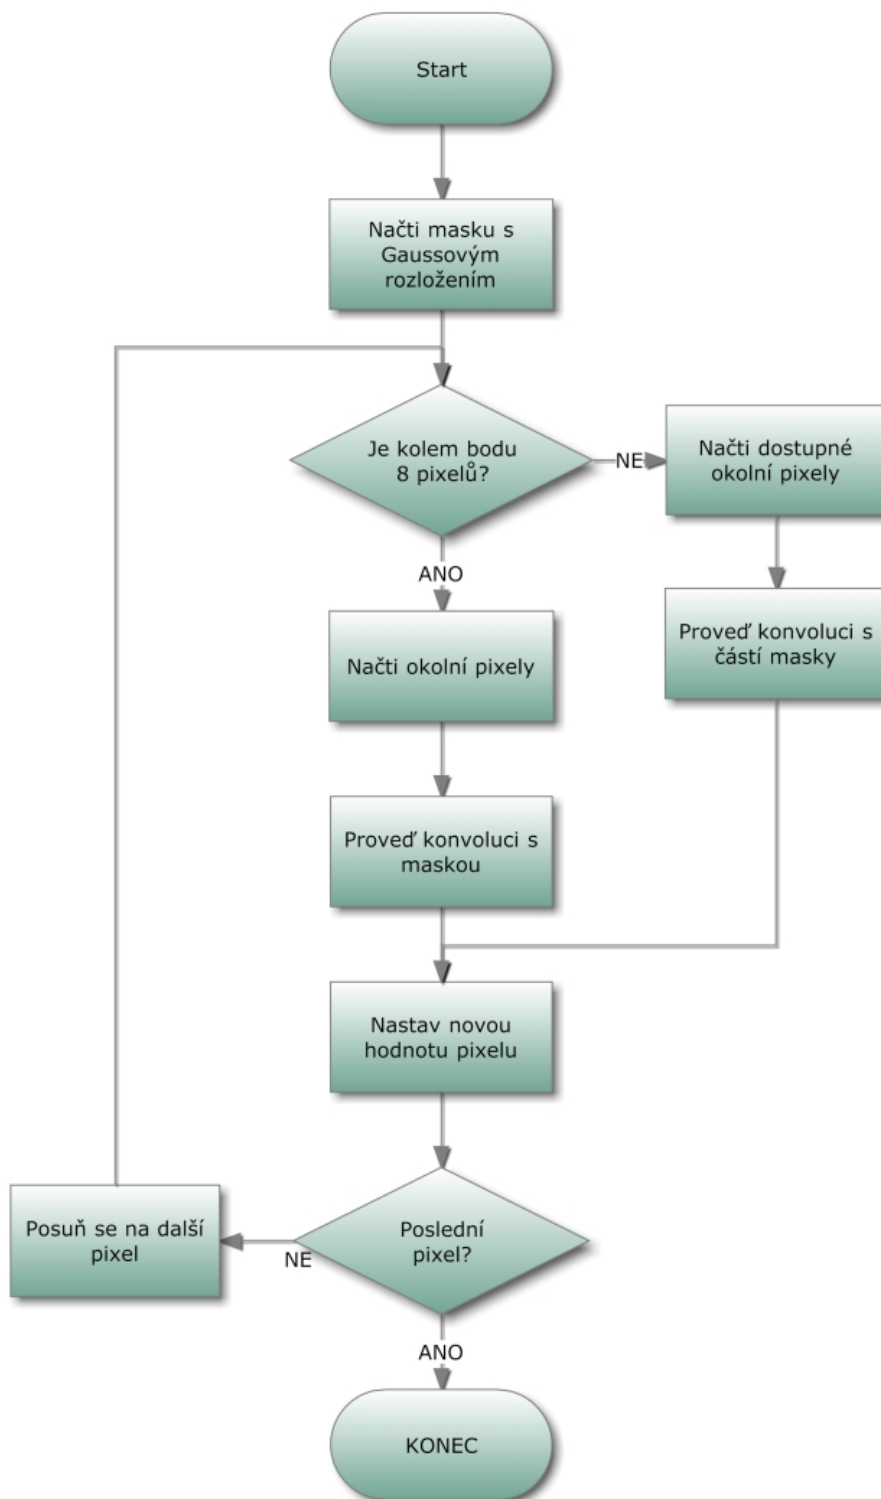 Start
Načti masku s
Gaussovým
rozložením
Je kolem bodu
8 pixelů?
NE
Načti dostupné
okolní pixely
ANO
Proveď konvoluci s
částí masky
Načti okolní pixely
Proveď konvoluci s
maskou
Nastav novou
hodnotu pixelu
Posuň se na další
pixel
NE
Poslední
pixel?
ANO
KONEC